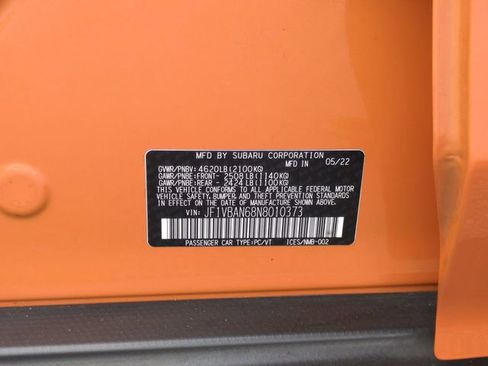 MFD BY SUBARU CORPORATION
MFD IN 05/22
GVWR/PNBV: 4620LB(2100KG)
GAWR/PNBE:FRONT- 2508LB(1140KG)
GAWR/PNBE:REAR - 2424LB(1100KG)
THIS VEHICLE CONFORMS TO ALL APPLICABLE FEDERAL MOTOR
VEHICLE SAFETY,BUMPER,AND THEFT PREVENTION STANDARDS
IN EFFECT ON THE DATE OF MANUFACTURE SHOWN ABOVE.
VIN: JF1VBAN68N8010373
PASSENGER CAR TYPE:PC/VT ICES/NMB-002